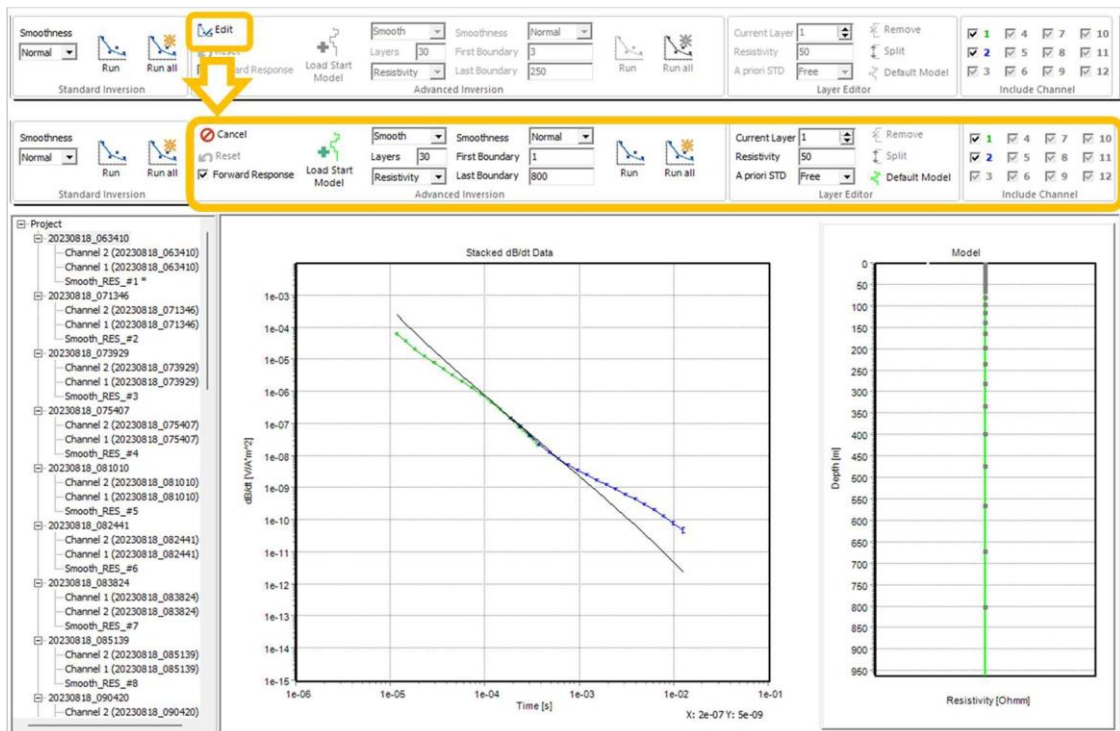 Smoothness
Normal
Run
Run all
Standard Inversion
Edit
Reset
Forward Response
Load Start
Model
Smooth
Layers 30
Resistivity
Smoothness Normal
First Boundary 3
Last Boundary 250
Run
Run all
Advanced Inversion
Current Layer 1
Resistivity 50
A priori STD Free
Remove
Split
Default Model
Layer Editor
1 4 7 10
2 5 8 11
3 6 9 12
Include Channel
Smoothness
Normal
Run
Run all
Standard Inversion
Cancel
Reset
Forward Response
Load Start
Model
Smooth
Layers 30
Resistivity
Smoothness Normal
First Boundary 1
Last Boundary 800
Run
Run all
Advanced Inversion
Current Layer 1
Resistivity 50
A priori STD Free
Remove
Split
Default Model
Layer Editor
1 4 7 10
2 5 8 11
3 6 9 12
Include Channel
Project
20230818_063410
Channel 2 (20230818_063410)
Channel 1 (20230818_063410)
Smooth_RES_#1 *
20230818_071346
Channel 2 (20230818_071346)
Channel 1 (20230818_071346)
Smooth_RES_#2
20230818_073929
Channel 2 (20230818_073929)
Channel 1 (20230818_073929)
Smooth_RES_#3
20230818_075407
Channel 2 (20230818_075407)
Channel 1 (20230818_075407)
Smooth_RES_#4
20230818_081010
Channel 2 (20230818_081010)
Channel 1 (20230818_081010)
Smooth_RES_#5
20230818_082441
Channel 2 (20230818_082441)
Channel 1 (20230818_082441)
Smooth_RES_#6
20230818_083824
Channel 1 (20230818_083824)
Channel 2 (20230818_083824)
Smooth_RES_#7
20230818_085139
Channel 2 (20230818_085139)
Channel 1 (20230818_085139)
Smooth_RES_#8
20230818_090420
Channel 2 (20230818_090420)
Stacked dB/dt Data
dB/dt [V/A*m^2]
1e-03
1e-04
1e-05
1e-06
1e-07
1e-08
1e-09
1e-10
1e-11
1e-12
1e-13
1e-14
1e-15
1e-06 1e-05 1e-04 1e-03 1e-02 1e-01
Time [s]
X: 2e-07 Y: 5e-09
Model
Depth [m]
0
50
100
150
200
250
300
350
400
450
500
550
600
650
700
750
800
850
900
950
Resistivity [Ohmm]